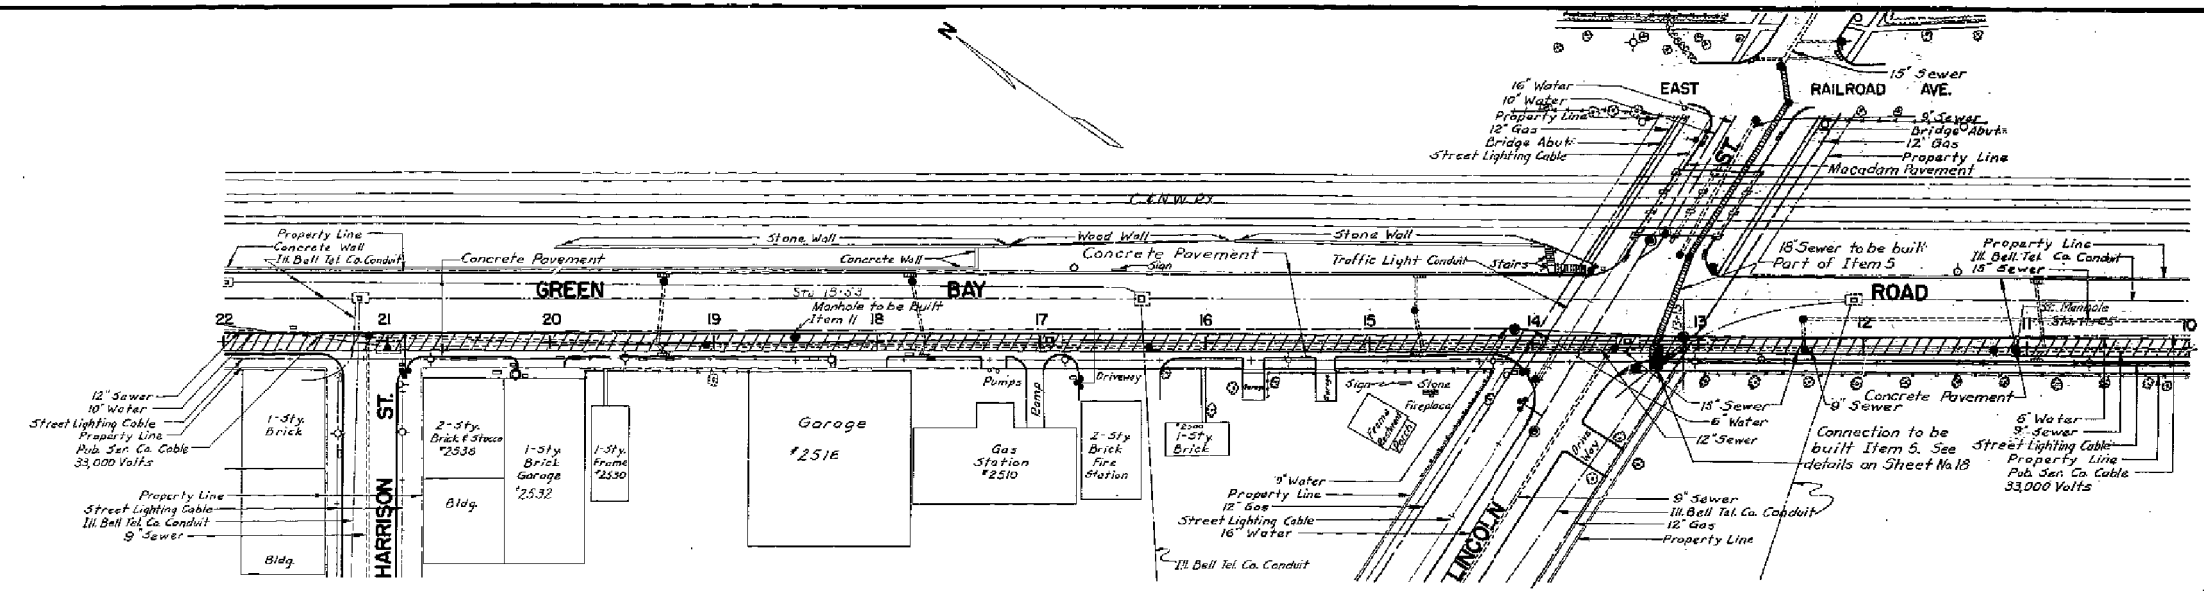 N
15" Sewer
EAST RAILROAD AVE.
16" Water
10" Water
Property Line
12" Gas
Bridge Abut.
Street Lighting Cable
9" Sewer
Bridge Abut.
12" Gas
Property Line
Macadam Pavement
ST.
C.&N.W. RY.
Property Line
Concrete Wall
Ill. Bell Tel. Co. Conduit
Concrete Pavement
Stone Wall
Concrete Wall
Wood Wall
Concrete Pavement
Sign
Stone Wall
Traffic Light Conduit
Stairs
18" Sewer to be built
Part of Item 5
Property Line
Ill. Bell Tel. Co. Conduit
15" Sewer
GREEN BAY ROAD
Manhole to be Built
Item 11
Manhole
22 21 20 19 18 17 16 15 14 13 12 11 10
12" Sewer
10" Water
Street Lighting Cable
Property Line
Pub. Ser. Co. Cable
33,000 Volts
1-Sty.
Brick
ST.
2-Sty.
Brick & Stucco
#2538
Bldg.
1-Sty.
Brick
Garage
#2532
1-Sty.
Frame
#2530
Garage
#2516
Pumps
Ramp
Gas
Station
#2510
Driveway
2-Sty.
Brick
Fire
Station
1-Sty.
Brick
Garage
Garage
Sign
Stone
Fireplace
Frame
Porch
Drive
Way
15" Sewer
6" Water
12" Sewer
9" Sewer
Concrete Pavement
Connection to be
built Item 5. See
details on Sheet No. 18
6" Water
9" Sewer
Street Lighting Cable
Property Line
Pub. Ser. Co. Cable
33,000 Volts
Property Line
Street Lighting Cable
Ill. Bell Tel. Co. Conduit
9" Sewer
HARRISON
Bldg.
Ill. Bell Tel. Co. Conduit
Water
Property Line
12" Gas
Street Lighting Cable
16" Water
LINCOLN
9" Sewer
Ill. Bell Tel. Co. Conduit
12" Gas
Property Line